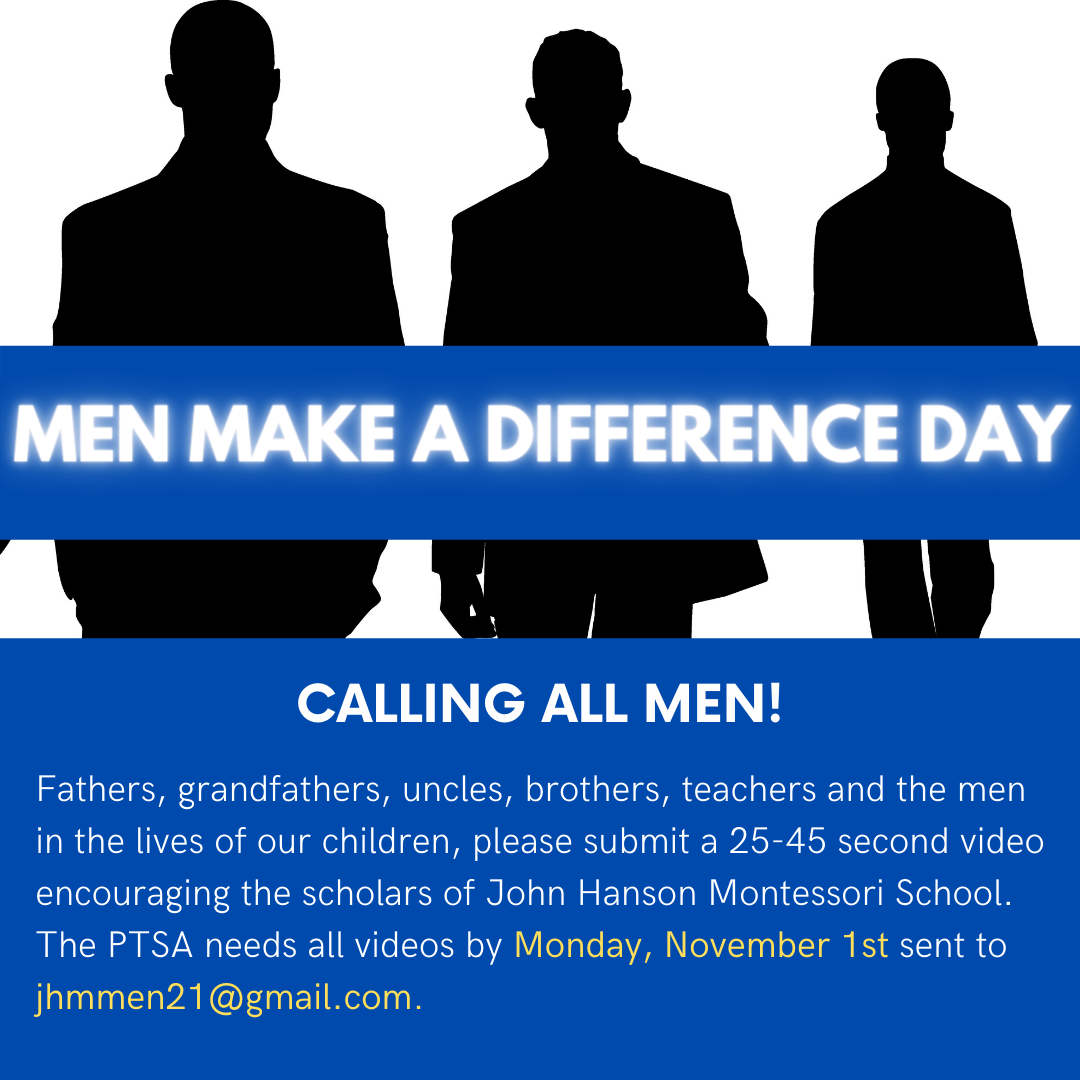 MEN MAKE A DIFFERENCE DAY
CALLING ALL MEN!
Fathers, grandfathers, uncles, brothers, teachers and the men
in the lives of our children, please submit a 25-45 second video
encouraging the scholars of John Hanson Montessori School.
The PTSA needs all videos by Monday, November 1st sent to
jhmmen21@gmail.com.